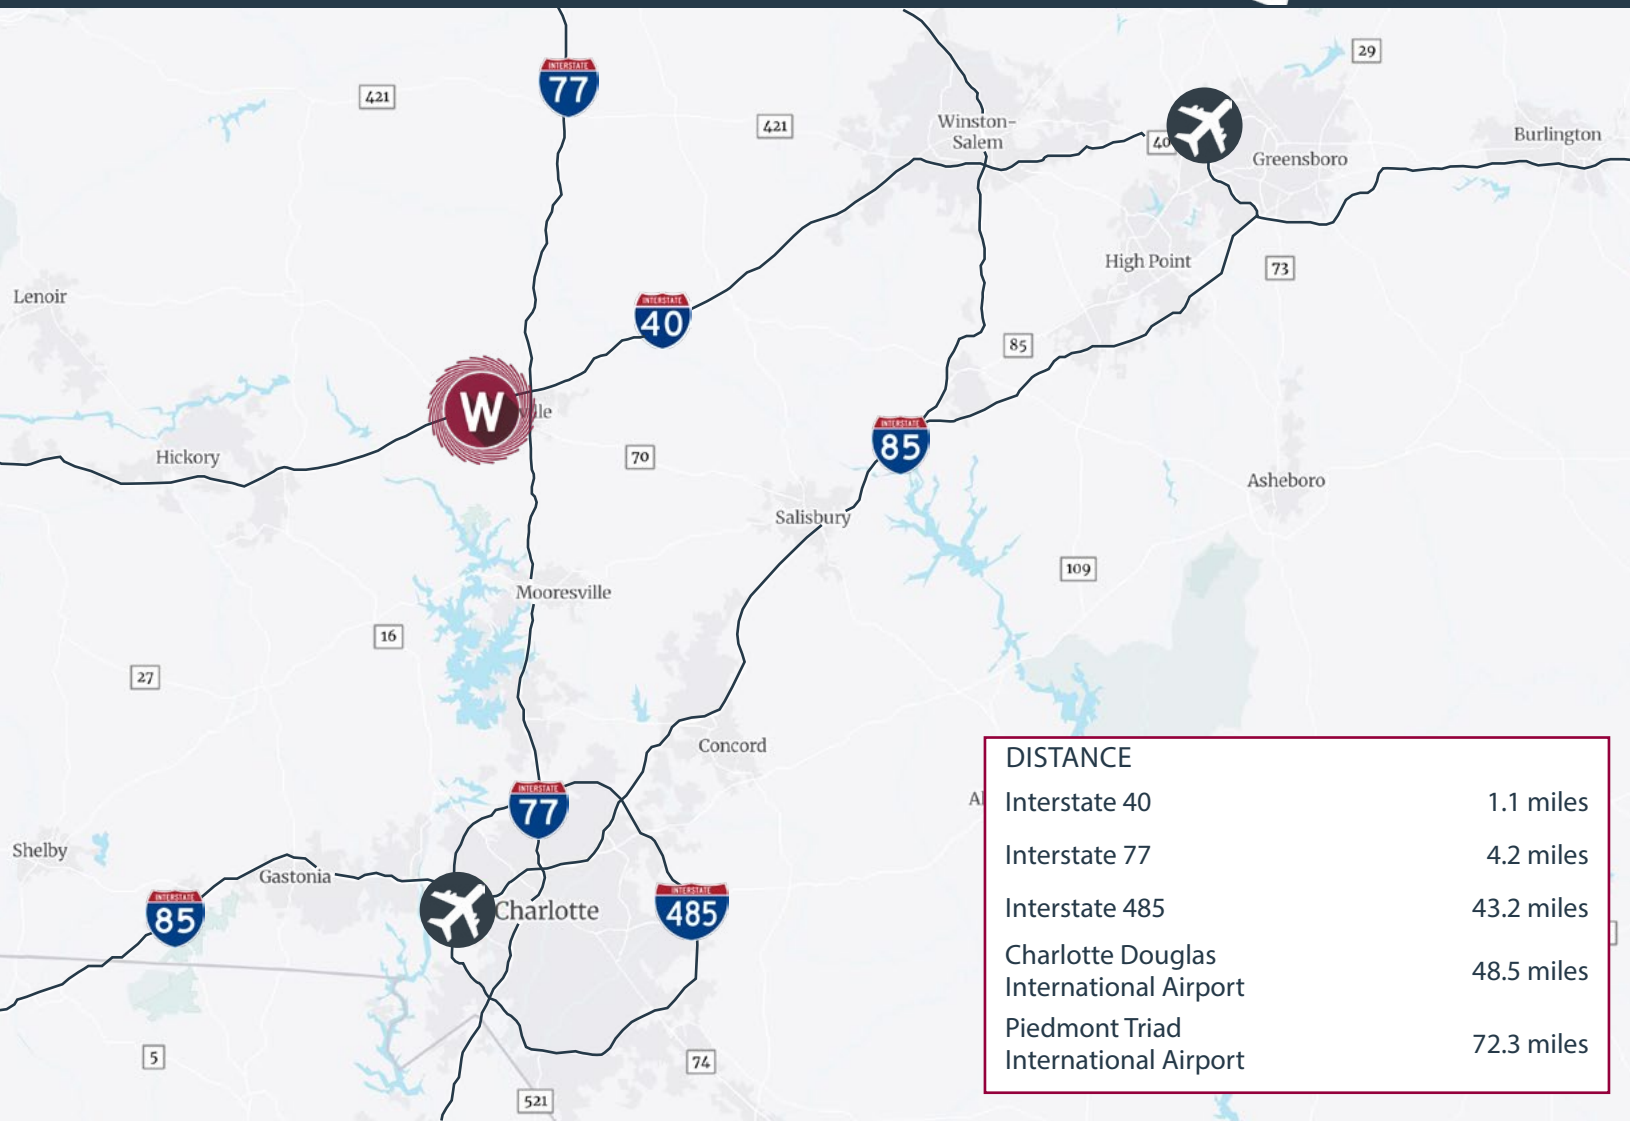 INTERSTATE
77
29
421
421
Winston-
Salem
40
Greensboro
Burlington
High Point
73
Lenoir
INTERSTATE
40
85
W
ville
INTERSTATE
85
Hickory
70
Asheboro
Salisbury
109
Mooresville
16
27
Concord
INTERSTATE
77
Shelby
Gastonia
INTERSTATE
85
Charlotte
INTERSTATE
485
5
74
521
DISTANCE
Interstate 40 1.1 miles
Interstate 77 4.2 miles
Interstate 485 43.2 miles
Charlotte Douglas
International Airport 48.5 miles
Piedmont Triad
International Airport 72.3 miles